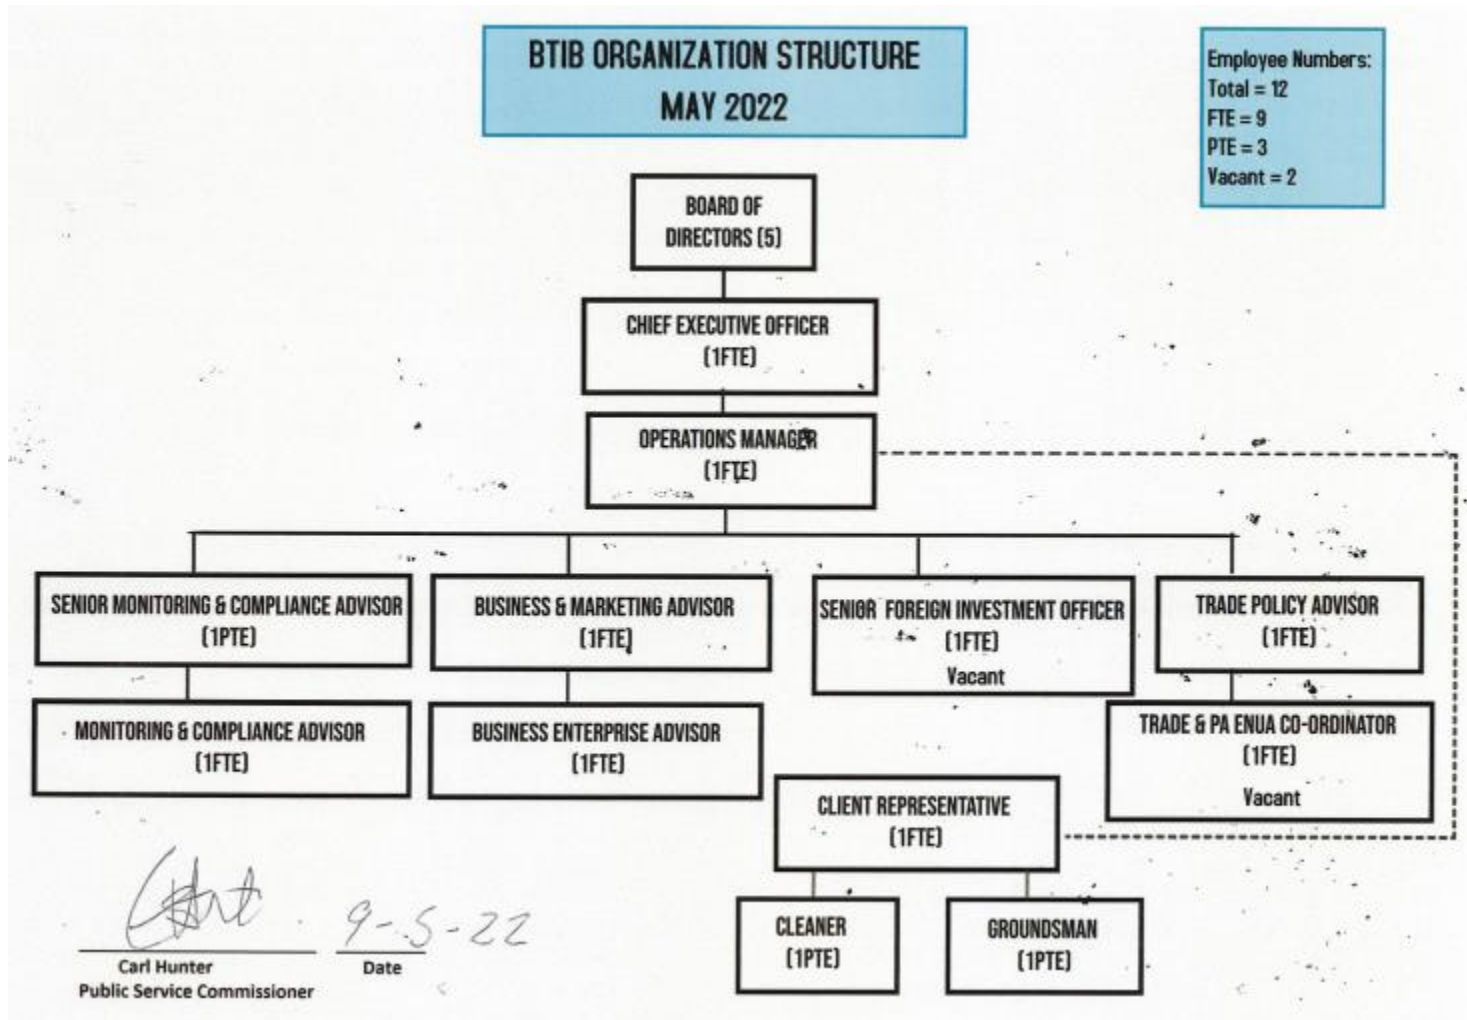 BTIB ORGANIZATION STRUCTURE
MAY 2022
Employee Numbers:
Total = 12
FTE = 9
PTE = 3
Vacant = 2
BOARD OF
DIRECTORS (5)
CHIEF EXECUTIVE OFFICER
(1FTE)
OPERATIONS MANAGER
(1FTE)
SENIOR MONITORING & COMPLIANCE ADVISOR
(1PTE)
BUSINESS & MARKETING ADVISOR
(1FTE)
SENIOR FOREIGN INVESTMENT OFFICER
(1FTE)
Vacant
TRADE POLICY ADVISOR
(1FTE)
MONITORING & COMPLIANCE ADVISOR
(1FTE)
BUSINESS ENTERPRISE ADVISOR
(1FTE)
TRADE & PA ENUA CO-ORDINATOR
(1FTE)
Vacant
CLIENT REPRESENTATIVE
(1FTE)
CLEANER
(1PTE)
GROUNDSMAN
(1PTE)
9-5-22
Carl Hunter
Public Service Commissioner
Date